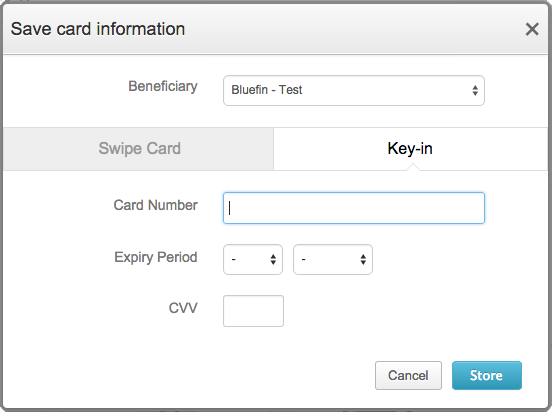 Save card information ×
Beneficiary Bluefin - Test
Swipe Card Key-in
Card Number
Expiry Period - -
CVV
Cancel Store